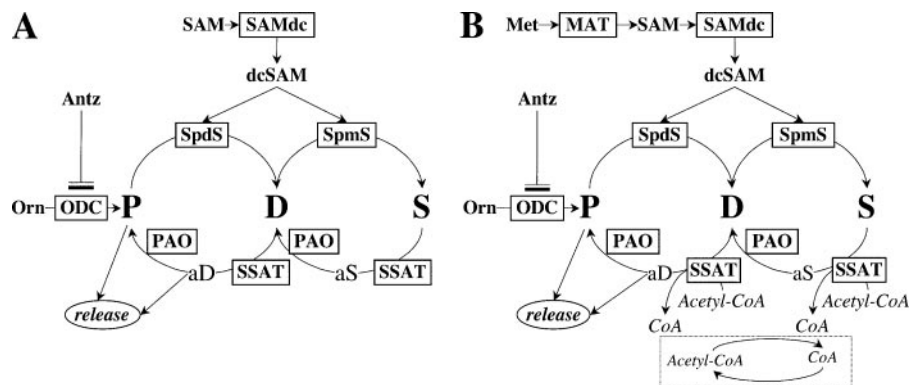 A
SAM SAMdc
dcSAM
Antz
SpdS SpmS
Orn ODC P D S
PAO PAO
aD SSAT aS SSAT
release
B
Met MAT SAM SAMdc
dcSAM
Antz
SpdS SpmS
Orn ODC P D S
PAO PAO
aD SSAT aS SSAT
Acetyl-CoA Acetyl-CoA
release
CoA CoA
Acetyl-CoA CoA